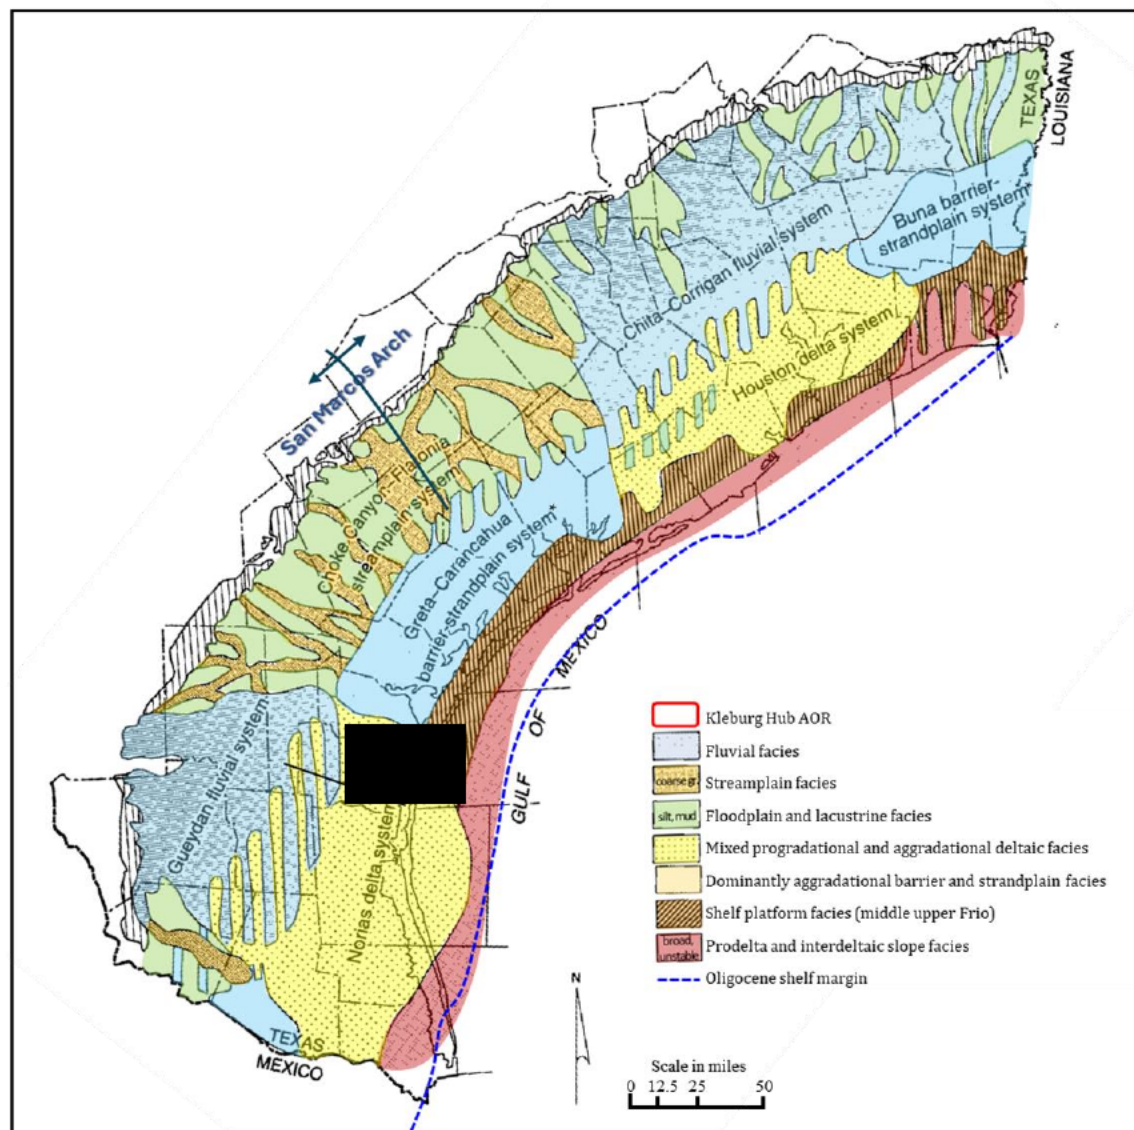 TEXAS
LOUISIANA
Buna barrier-
strandplain system
Chita-Corrigan fluvial system
Houston delta system
San Marcos Arch
Choke Canyon-Flatonia
streamplain system
Greta-Carancahua
barrier-strandplain system*
GULF OF MEXICO
Gueydan fluvial system
Norias delta system
TEXAS
MEXICO
Kleburg Hub AOR
Fluvial facies
coarse gr. Streamplain facies
silt, mud Floodplain and lacustrine facies
Mixed progradational and aggradational deltaic facies
Dominantly aggradational barrier and strandplain facies
Shelf platform facies (middle upper Frio)
broad, unstable Prodelta and interdeltaic slope facies
Oligocene shelf margin
N
Scale in miles
0 12.5 25 50